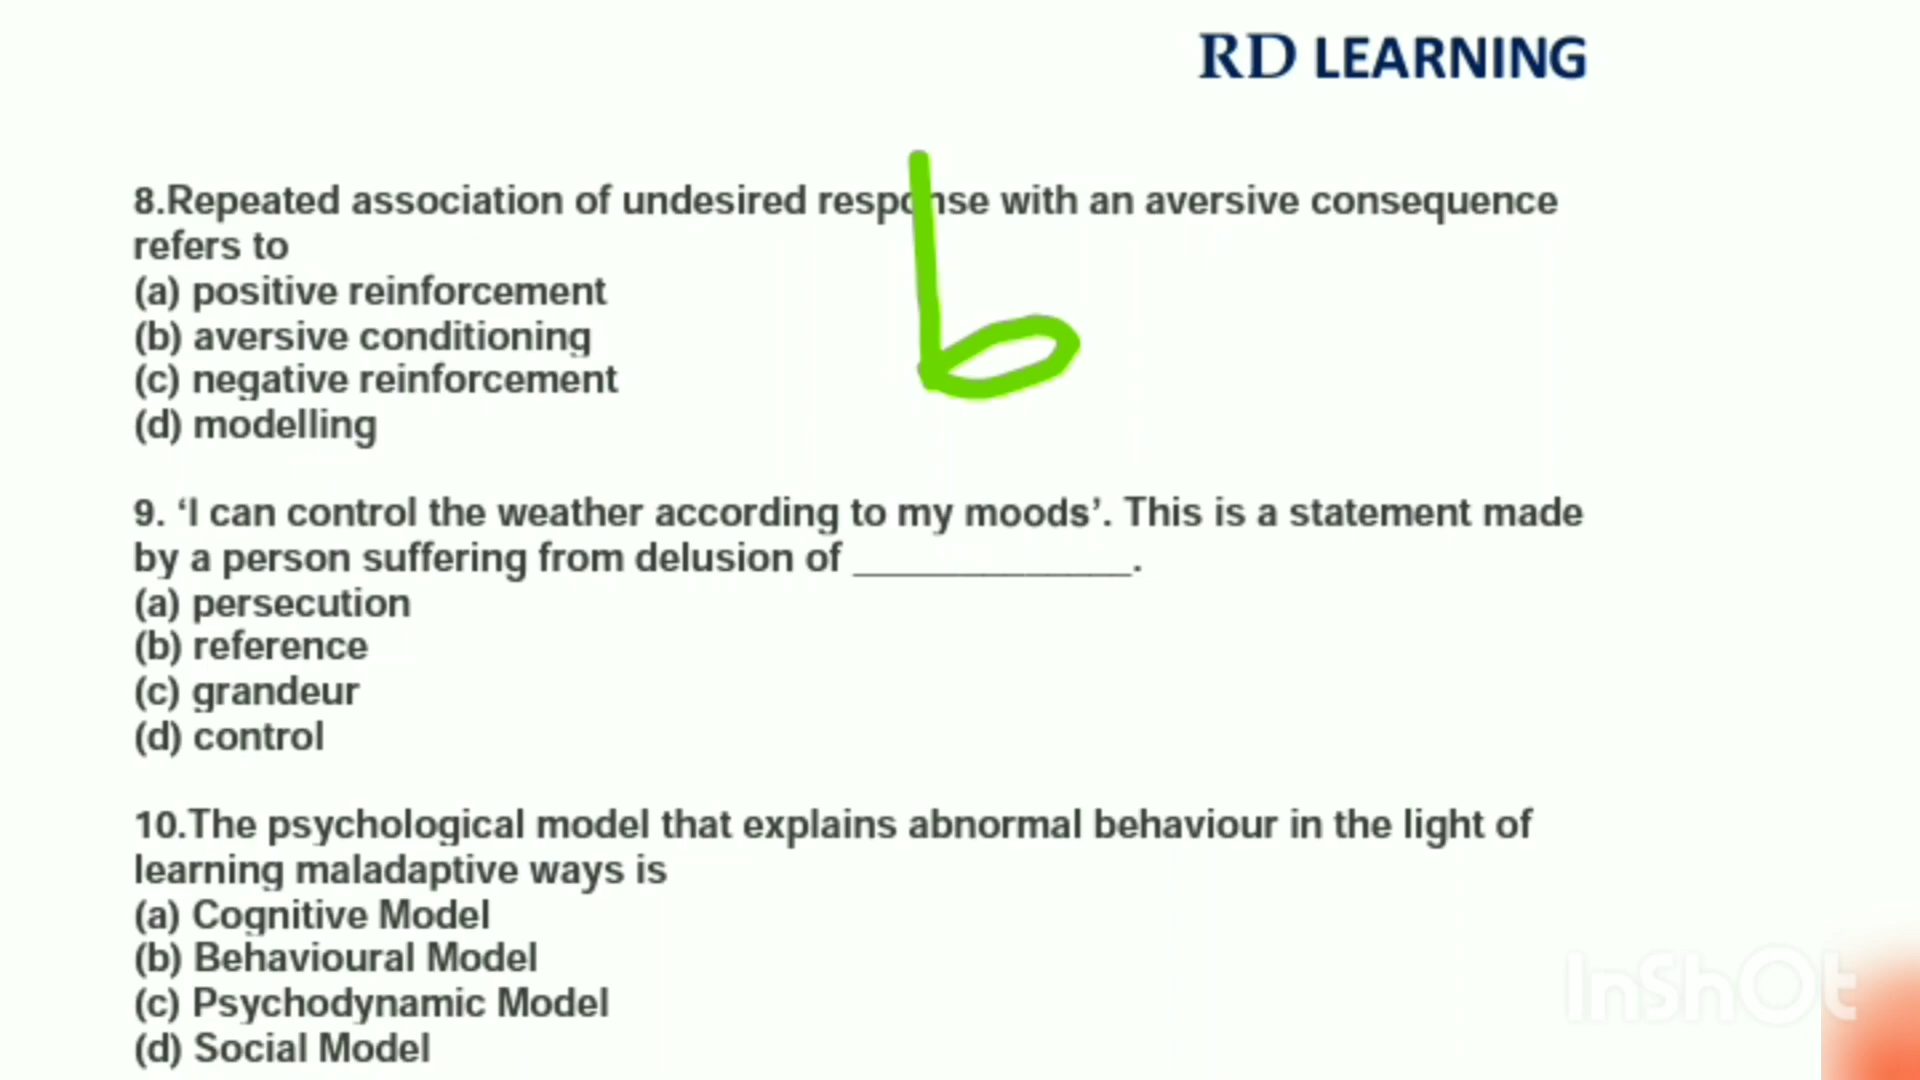 RD LEARNING
8.Repeated association of undesired response with an aversive consequence
refers to
(a) positive reinforcement
(b) aversive conditioning
(c) negative reinforcement
(d) modelling
b
9. ‘I can control the weather according to my moods’. This is a statement made
by a person suffering from delusion of _____________.
(a) persecution
(b) reference
(c) grandeur
(d) control
10.The psychological model that explains abnormal behaviour in the light of
learning maladaptive ways is
(a) Cognitive Model
(b) Behavioural Model
(c) Psychodynamic Model
(d) Social Model
InShOt